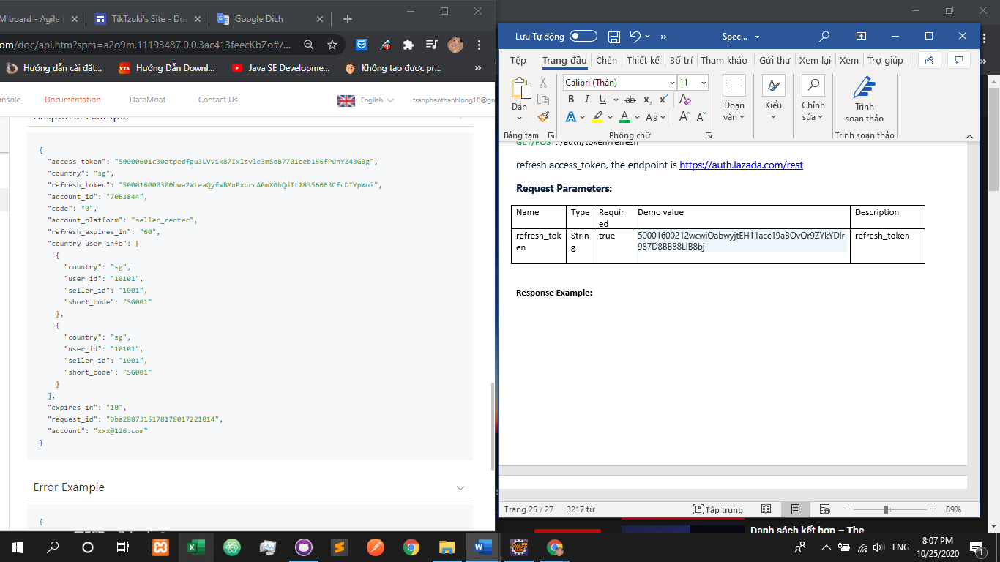 M board - Agile
TikTzuki's Site - Doc
Google Dịch
om/doc/api.htm?spm=a2o9m.11193487.0.0.3ac413feecKbZo#/...
Hướng dẫn cài đặt...
Hướng Dẫn Downl...
Java SE Developme...
Không tạo được pr...
»
onsole
Documentation
DataMoat
Contact Us
English
tranphanthanhlong18@gm
Response Example
{
"access_token": "50000601c30atpedfgu3LVvik87Ixlsvle3mSoB7701ceb156fPunYZ43GBg",
"country": "sg",
"refresh_token": "500016000300bwa2WteaQyfwBMnPxurcA0mXGhQdTt18356663CfcDTYpWoi",
"account_id": "7063844",
"code": "0",
"account_platform": "seller_center",
"refresh_expires_in": "60",
"country_user_info": [
{
"country": "sg",
"user_id": "10101",
"seller_id": "1001",
"short_code": "SG001"
},
{
"country": "sg",
"user_id": "10101",
"seller_id": "1001",
"short_code": "SG001"
}
],
"expires_in": "10",
"request_id": "0ba2887315178178017221014",
"account": "xxx@126.com"
}
Error Example
{
Lưu Tự động
»
Spec...
Tệp
Trang đầu
Chèn
Thiết kế
Bố trí
Tham khảo
Gửi thư
Xem lại
Xem
Trợ giúp
Dán
Calibri (Thân)
11
B I U ab x₂ x²
A A Aa A A
Đoạn văn
Kiểu
Chỉnh sửa
Trình soạn thảo
Bảng tạm
Phông chữ
Trình soạn thảo
GET/POST: /auth/token/refresh
refresh access_token, the endpoint is https://auth.lazada.com/rest
Request Parameters:
Name Type Required Demo value Description
refresh_token String true 50001600212wcwiOabwyjtEH11acc19aBOvQr9ZYkYDlr987D8BB88LIB8bj refresh_token
Response Example:
Trang 25 / 27
3217 từ
Tập trung
89%
Danh sách kết hợp – The
ENG
8:07 PM
10/25/2020
1